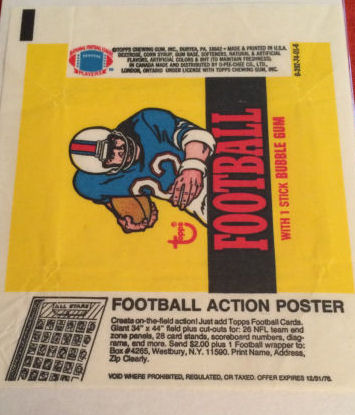 NATIONAL FOOTBALL LEAGUE
PLAYERS
©TOPPS CHEWING GUM, INC., DURYEA, PA. 18642 • MADE & PRINTED IN U.S.A.
DEXTROSE, CORN SYRUP, GUM BASE, SOFTENERS, NATURAL & ARTIFICIAL
FLAVORS, ARTIFICIAL COLORS & BHT (TO MAINTAIN FRESHNESS).
IN CANADA MADE AND DISTRIBUTED BY O-PEE-CHEE CO., LTD.,
LONDON, ONTARIO UNDER LICENSE WITH TOPPS CHEWING GUM, INC.
Topps
FOOTBALL
WITH 1 STICK BUBBLE GUM
ALL STARS
FOOTBALL ACTION POSTER
Create on-the-field action! Just add Topps Football Cards.
Giant 34" x 44" field plus cut-outs for: 26 NFL team end
zone panels, 28 card stands, scoreboard numbers, diag-
rams, and more. Send $2.00 plus 1 Football wrapper to:
Box #4265, Westbury, N.Y. 11590. Print Name, Address,
Zip Clearly.
VOID WHERE PROHIBITED, REGULATED, OR TAXED. OFFER EXPIRES 12/31/76.